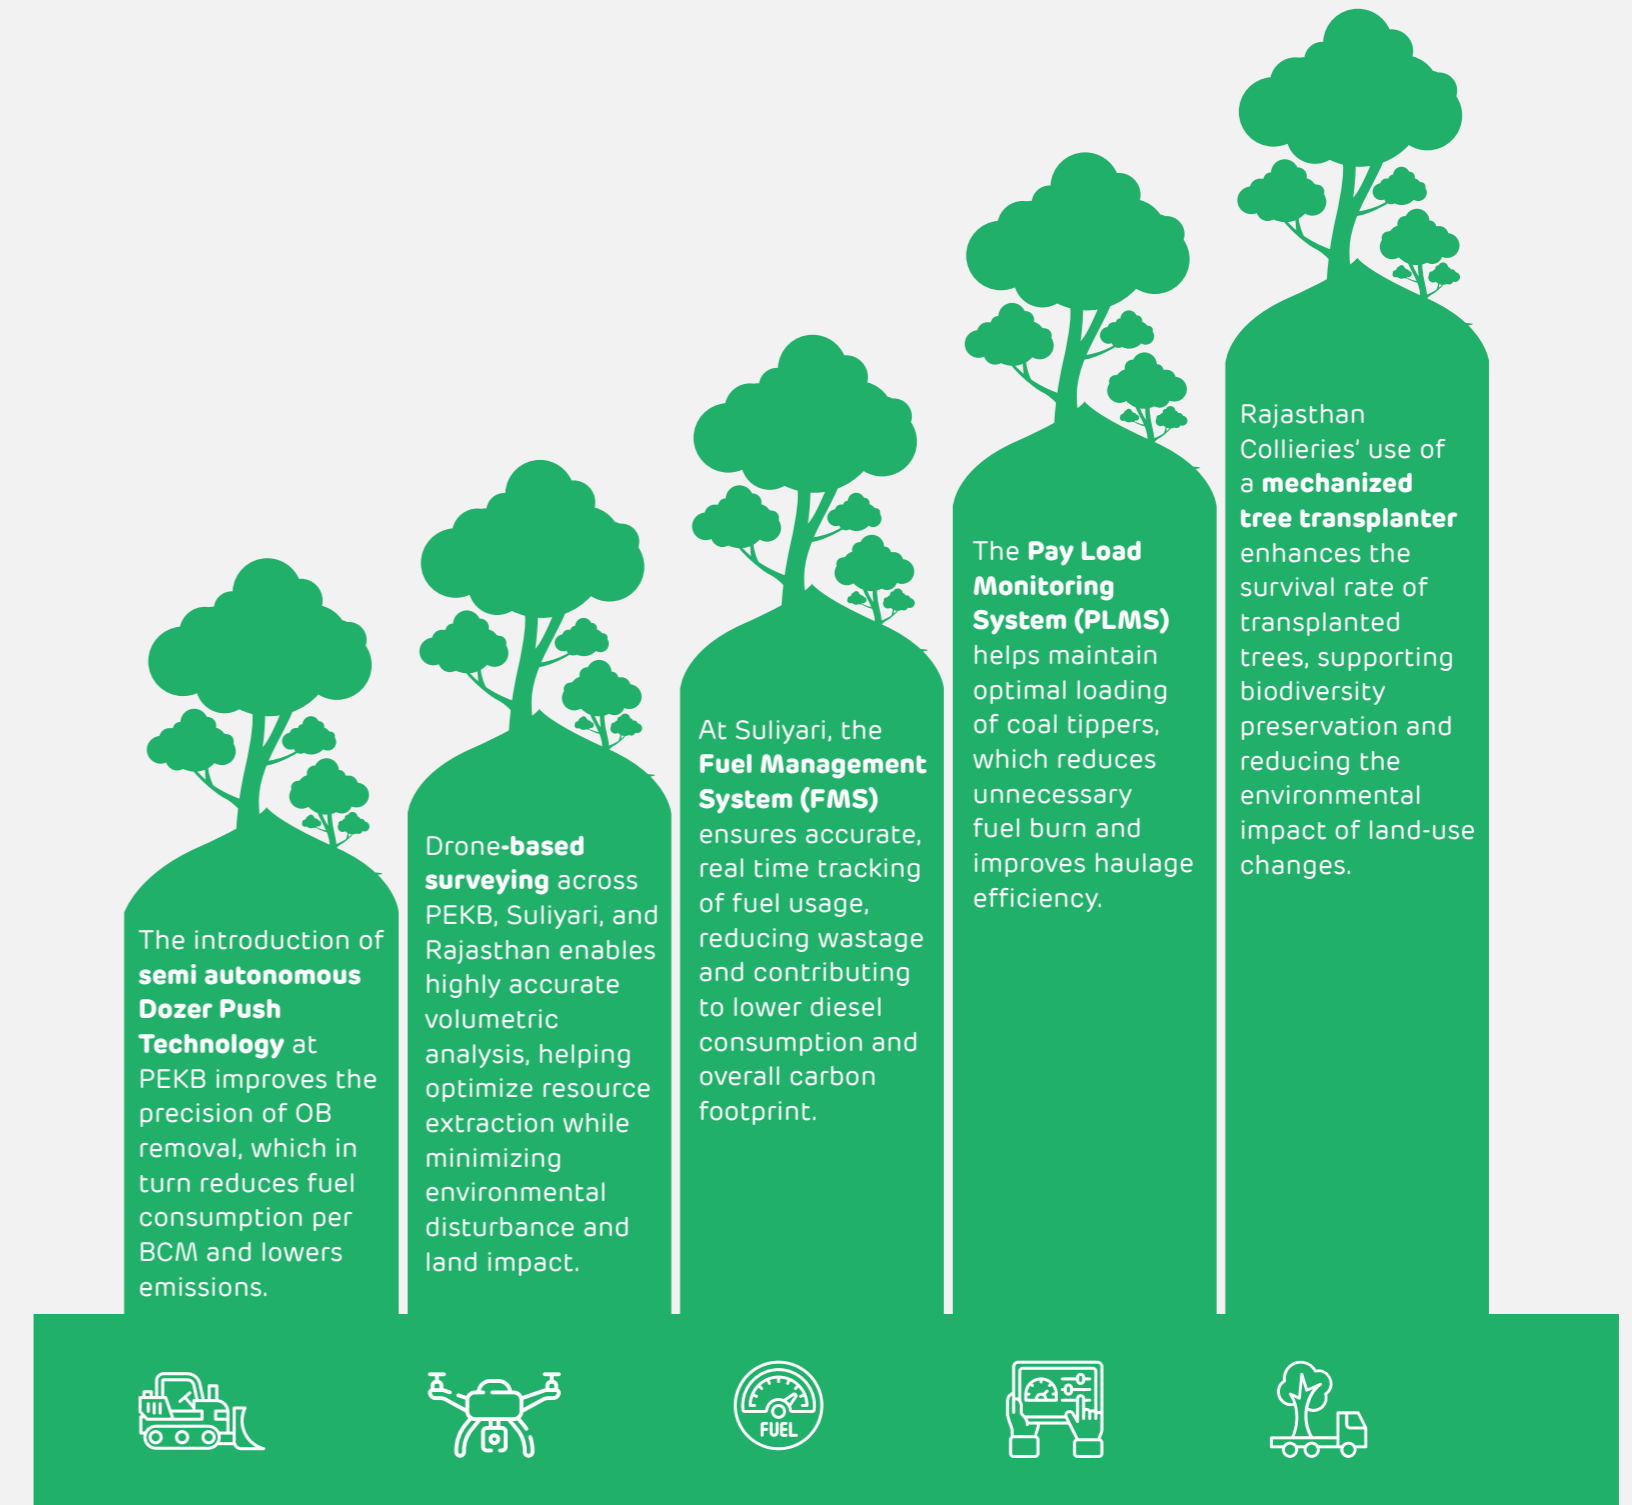 The introduction of
semi autonomous
Dozer Push
Technology at
PEKB improves the
precision of OB
removal, which in
turn reduces fuel
consumption per
BCM and lowers
emissions.
Drone-based
surveying across
PEKB, Suliyari, and
Rajasthan enables
highly accurate
volumetric
analysis, helping
optimize resource
extraction while
minimizing
environmental
disturbance and
land impact.
At Suliyari, the
Fuel Management
System (FMS)
ensures accurate,
real time tracking
of fuel usage,
reducing wastage
and contributing
to lower diesel
consumption and
overall carbon
footprint.
The Pay Load
Monitoring
System (PLMS)
helps maintain
optimal loading
of coal tippers,
which reduces
unnecessary
fuel burn and
improves haulage
efficiency.
Rajasthan
Collieries’ use of
a mechanized
tree transplanter
enhances the
survival rate of
transplanted
trees, supporting
biodiversity
preservation and
reducing the
environmental
impact of land-use
changes.
FUEL